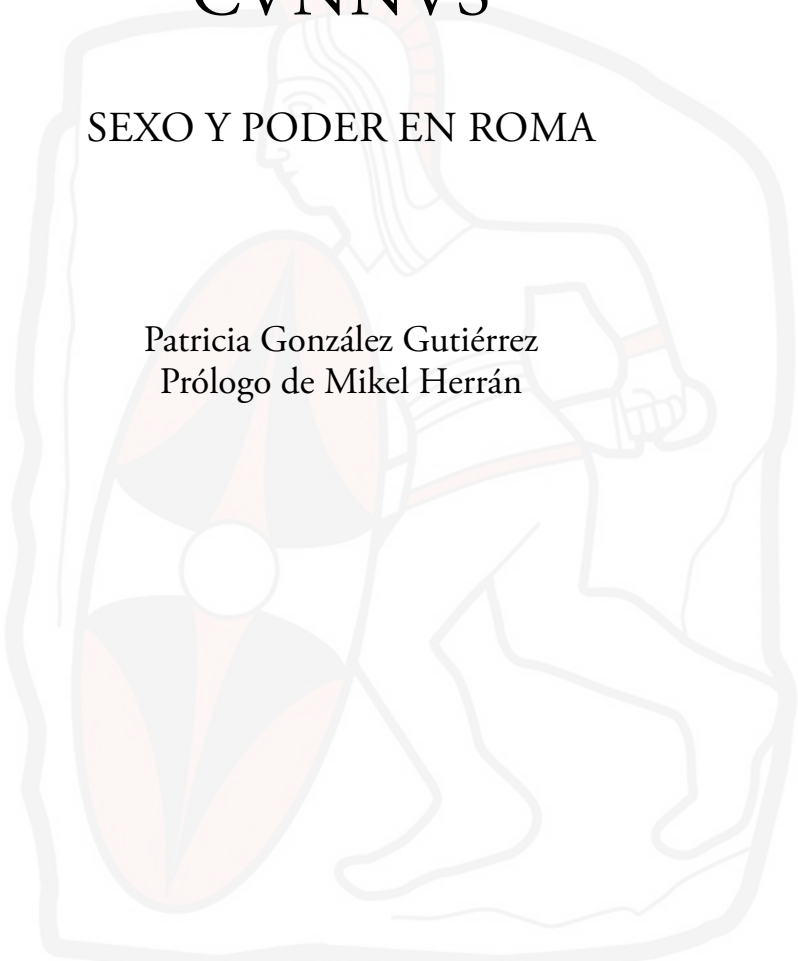 CVNNVS
SEXO Y PODER EN ROMA
Patricia González Gutiérrez
Prólogo de Mikel Herrán